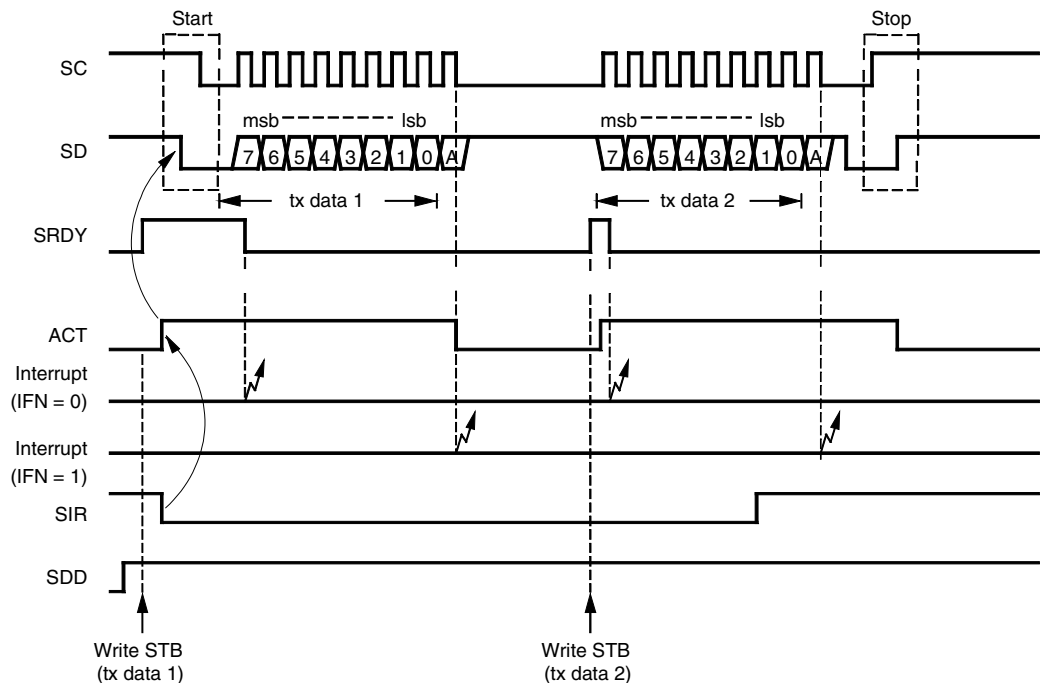 Start
Stop
SC
msb lsb
msb lsb
SD
7 6 5 4 3 2 1 0 A
7 6 5 4 3 2 1 0 A
tx data 1
tx data 2
SRDY
ACT
Interrupt
(IFN = 0)
Interrupt
(IFN = 1)
SIR
SDD
Write STB
(tx data 1)
Write STB
(tx data 2)